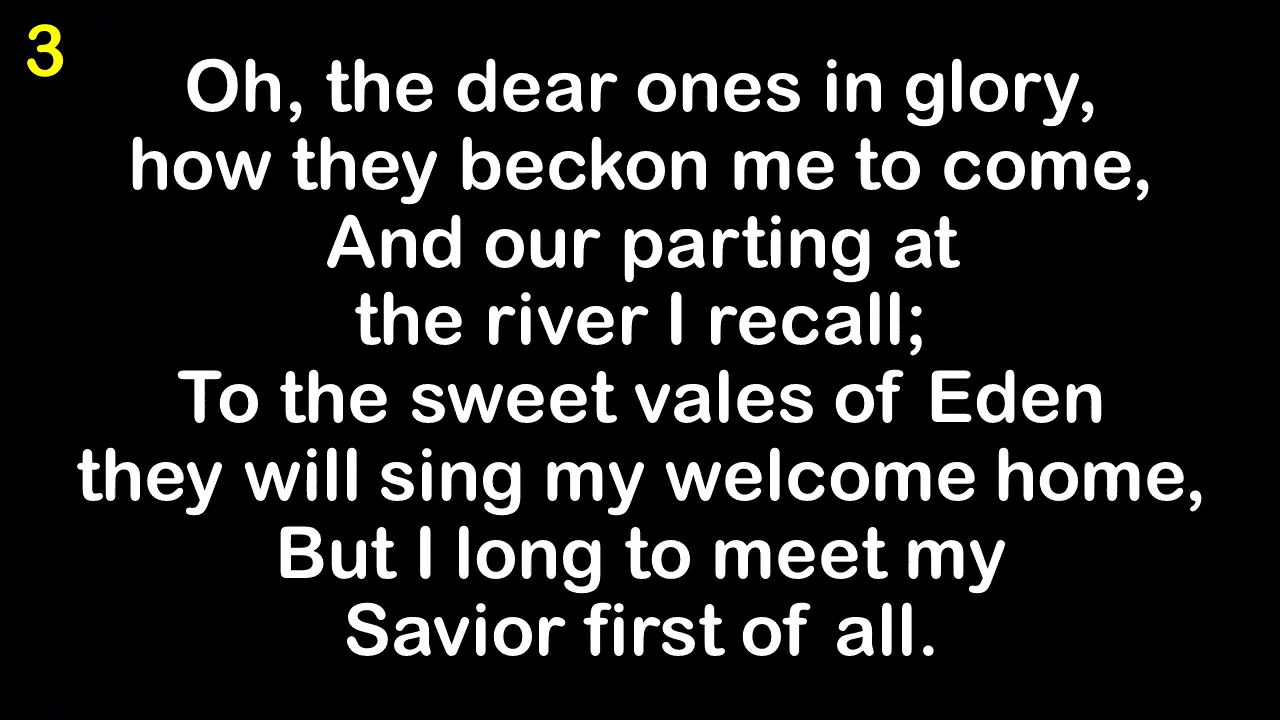 3
Oh, the dear ones in glory,
how they beckon me to come,
And our parting at
the river I recall;
To the sweet vales of Eden
they will sing my welcome home,
But I long to meet my
Savior first of all.